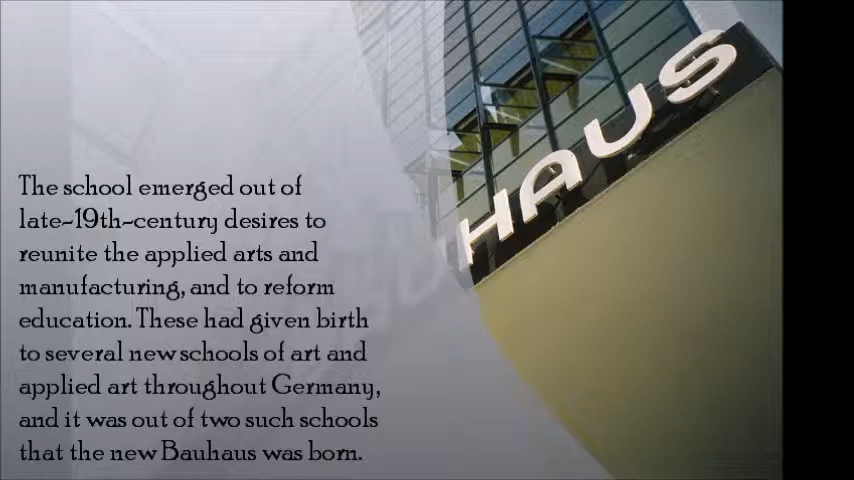 HAUS
The school emerged out of
late-19th-century desires to
reunite the applied arts and
manufacturing, and to reform
education. These had given birth
to several new schools of art and
applied art throughout Germany,
and it was out of two such schools
that the new Bauhaus was born.